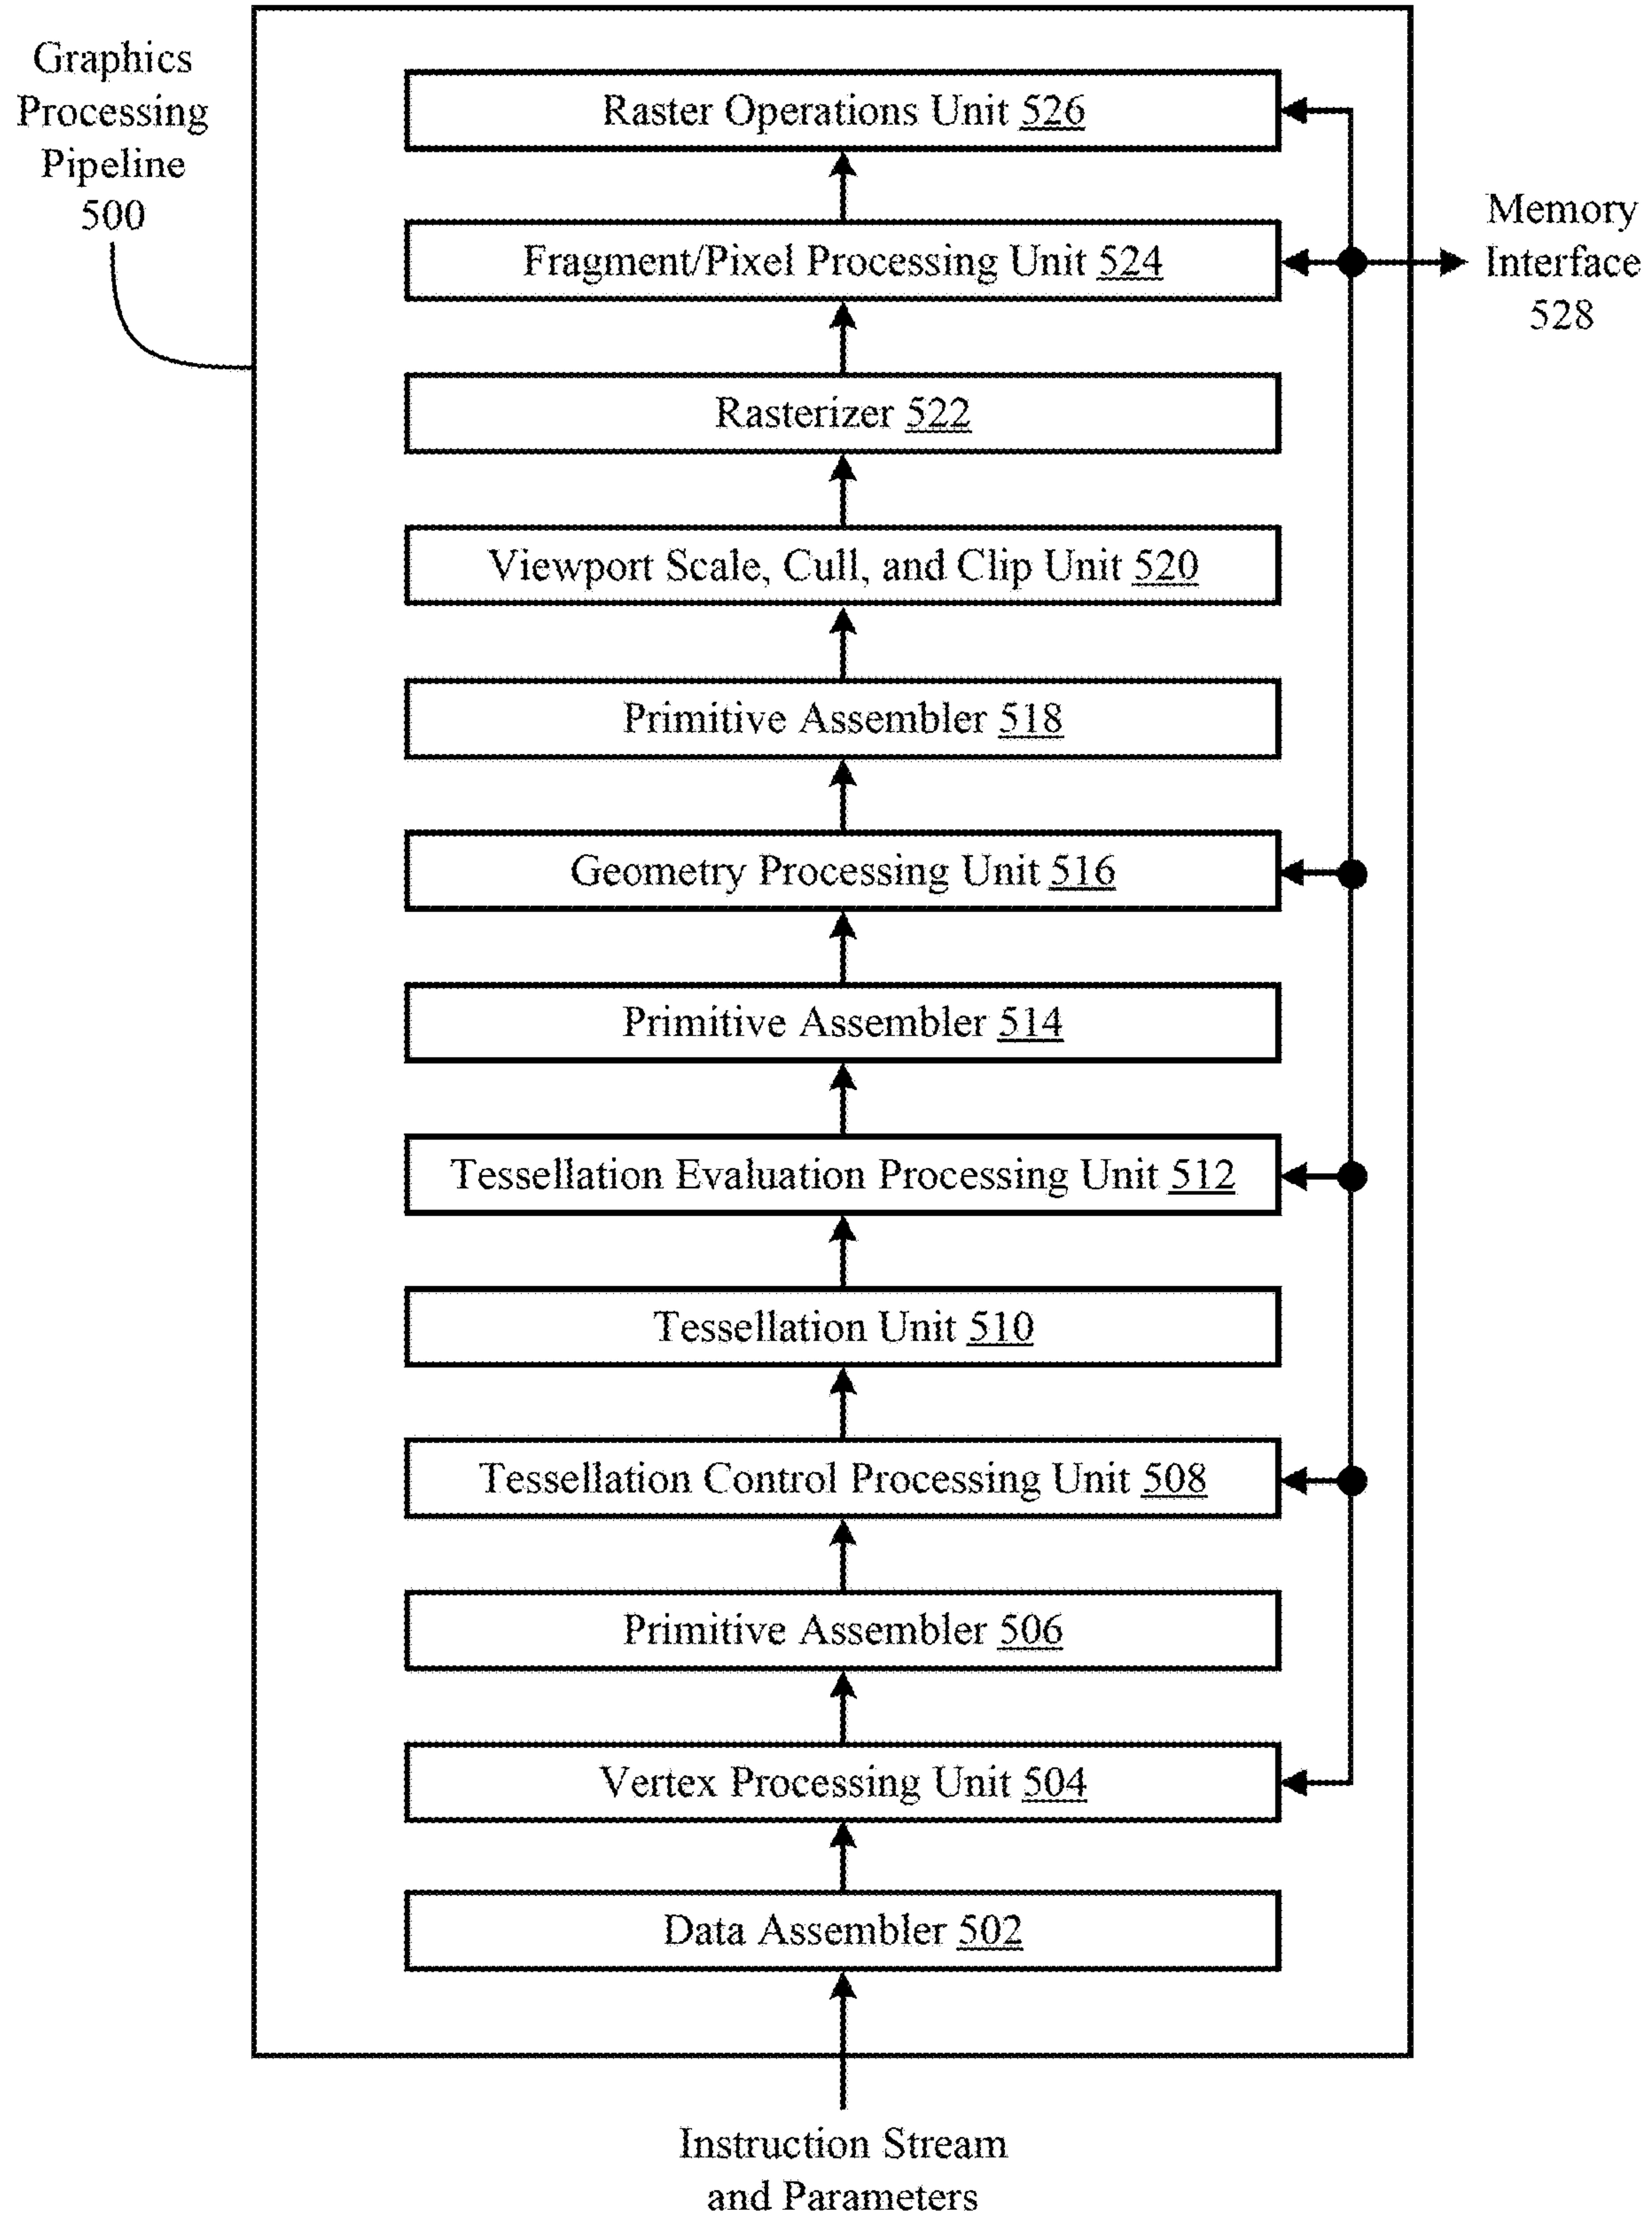 Graphics
Processing
Pipeline
500
Raster Operations Unit 526
Memory
Interface
528
Fragment/Pixel Processing Unit 524
Rasterizer 522
Viewport Scale, Cull, and Clip Unit 520
Primitive Assembler 518
Geometry Processing Unit 516
Primitive Assembler 514
Tessellation Evaluation Processing Unit 512
Tessellation Unit 510
Tessellation Control Processing Unit 508
Primitive Assembler 506
Vertex Processing Unit 504
Data Assembler 502
Instruction Stream
and Parameters